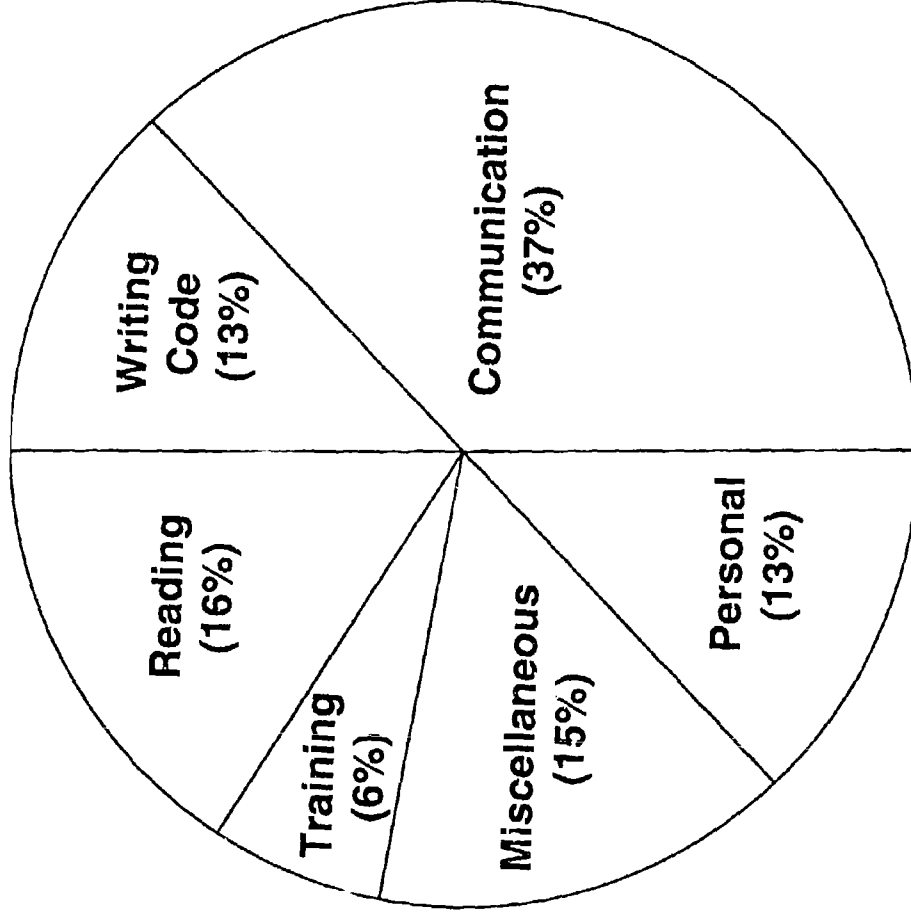 Writing
Code
(13%)
Communication
(37%)
Reading
(16%)
Training
(6%)
Miscellaneous
(15%)
Personal
(13%)